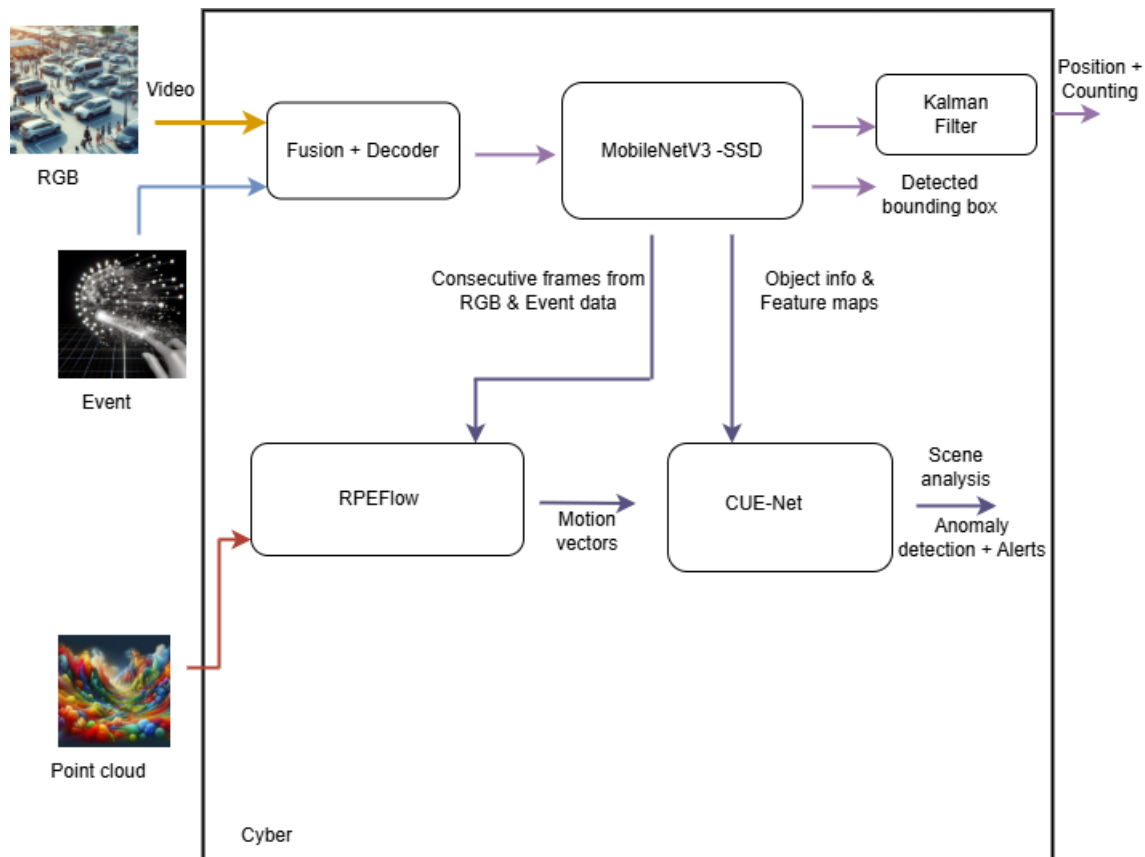 Video
RGB
Event
Point cloud
Fusion + Decoder
MobileNetV3 -SSD
Kalman
Filter
Position +
Counting
Detected
bounding box
Consecutive frames from
RGB & Event data
Object info &
Feature maps
RPEFlow
Motion
vectors
CUE-Net
Scene
analysis
Anomaly
detection + Alerts
Cyber